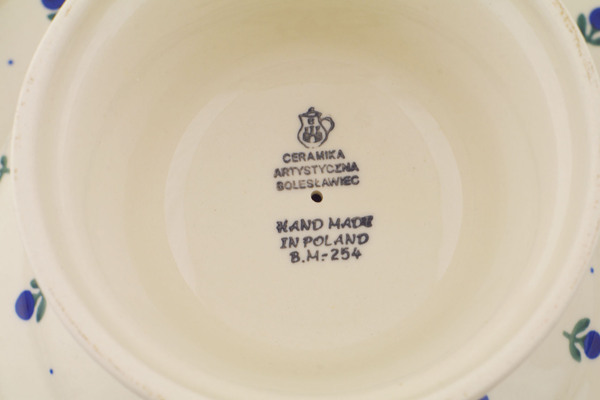 CERAMIKA
ARTYSTYCZNA
BOLESŁAWIEC
HAND MADE
IN POLAND
B.M.-254